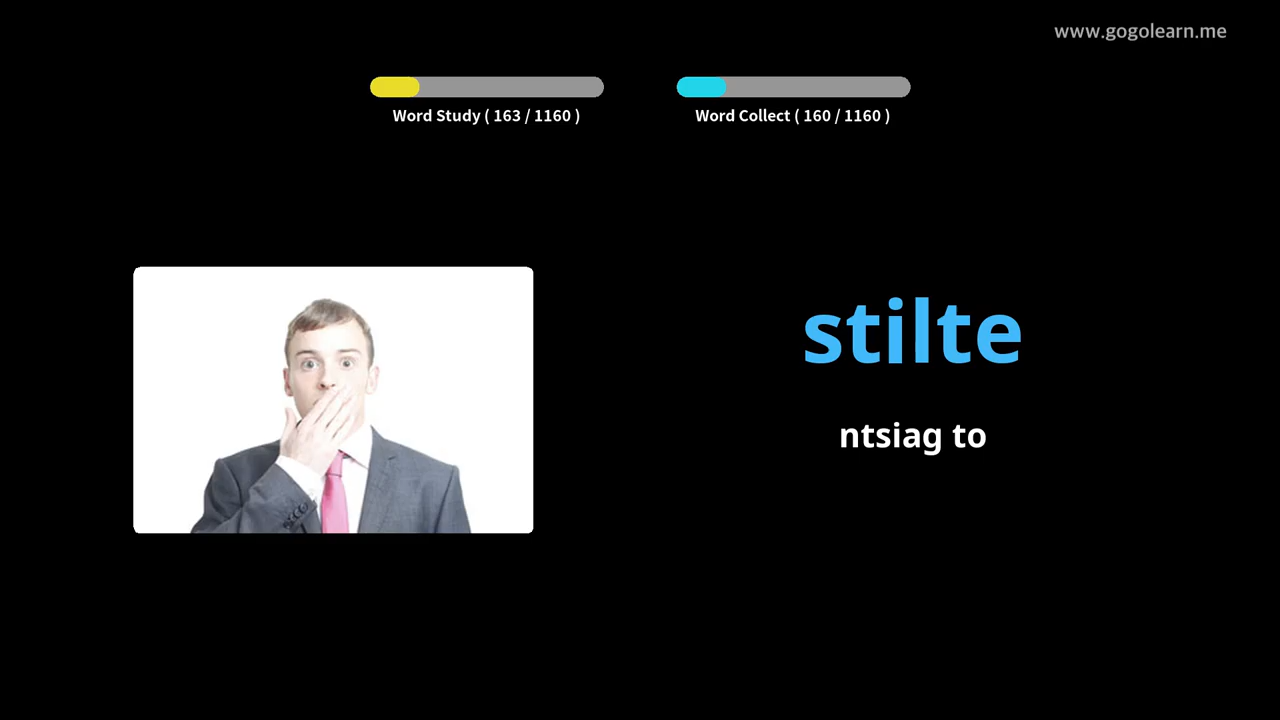 www.gogolearn.me
Word Study ( 163 / 1160 )
Word Collect ( 160 / 1160 )
stilte
ntsiag to